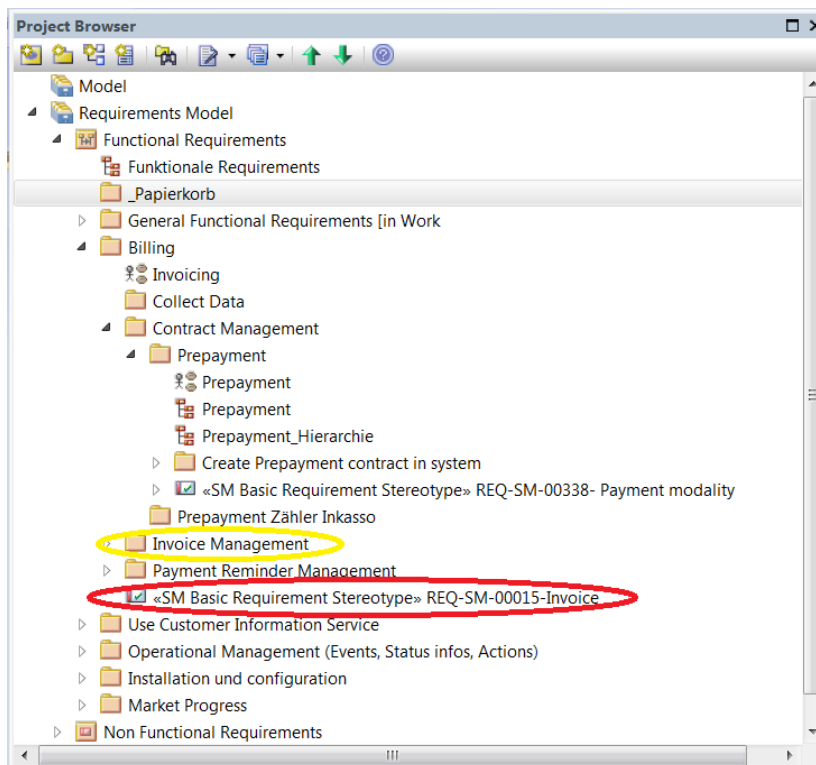 Project Browser
Model
Requirements Model
Functional Requirements
Funktionale Requirements
_Papierkorb
General Functional Requirements [in Work
Billing
Invoicing
Collect Data
Contract Management
Prepayment
Prepayment
Prepayment
Prepayment_Hierarchie
Create Prepayment contract in system
«SM Basic Requirement Stereotype» REQ-SM-00338- Payment modality
Prepayment Zähler Inkasso
Invoice Management
Payment Reminder Management
«SM Basic Requirement Stereotype» REQ-SM-00015-Invoice
Use Customer Information Service
Operational Management (Events, Status infos, Actions)
Installation und configuration
Market Progress
Non Functional Requirements